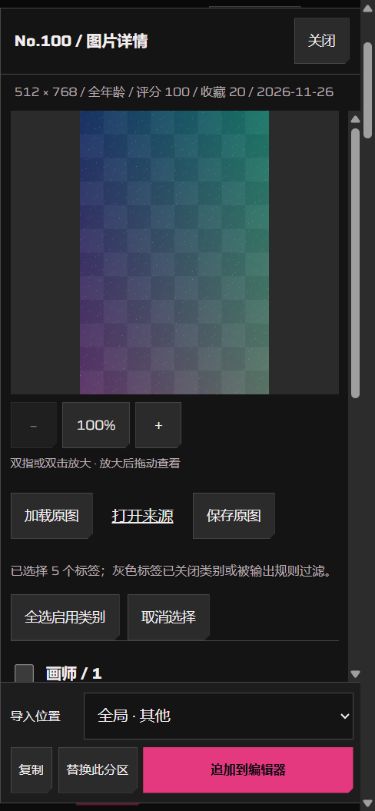 No.100 / 图片详情
关闭
512 × 768 / 全年龄 / 评分 100 / 收藏 20 / 2026-11-26
−
100%
+
双指或双击放大 · 放大后拖动查看
加载原图
打开来源
保存原图
已选择 5 个标签；灰色标签已关闭类别或被输出规则过滤。
全选启用类别
取消选择
画师 / 1
导入位置
全局 · 其他
复制
替换此分区
追加到编辑器